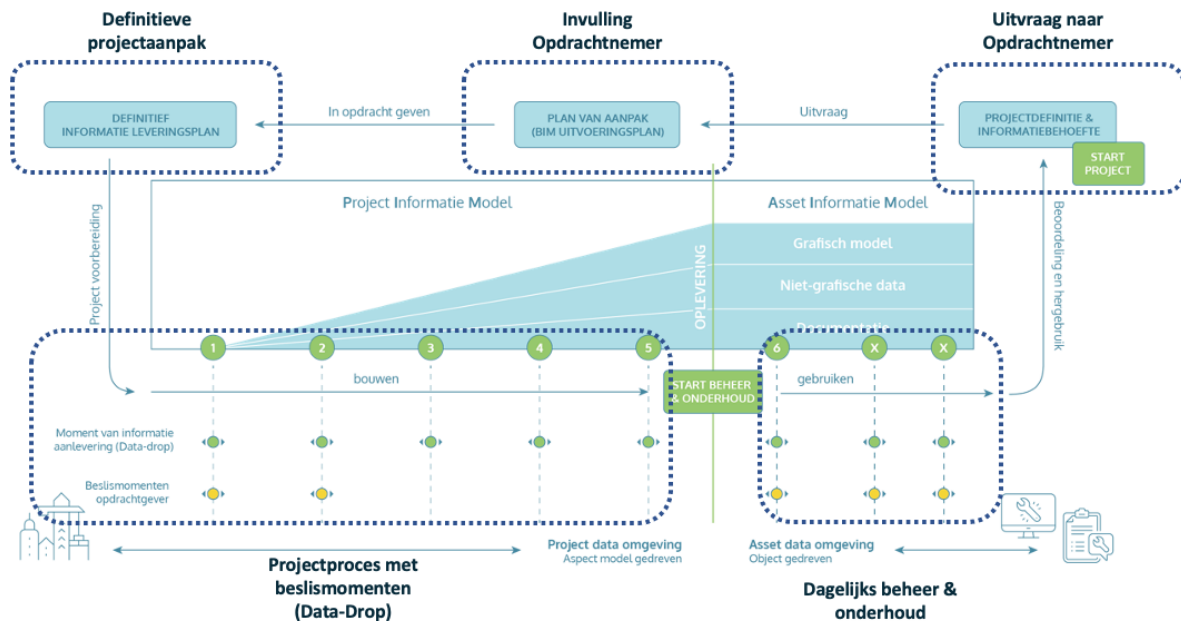 Definitieve
projectaanpak
Invulling
Opdrachtnemer
Uitvraag naar
Opdrachtnemer
DEFINITIEF
INFORMATIE LEVERINGSPLAN
In opdracht geven
PLAN VAN AANPAK
(BIM UITVOERINGSPLAN)
Uitvraag
PROJECTDEFINITIE &
INFORMATIEBEHOEFTE
START
PROJECT
Project voorbereiding
Project Informatie Model
Asset Informatie Model
Grafisch model
Niet-grafische data
Documentatie
OPLEVERING
Beoordeling en hergebruik
1
2
3
4
5
6
X
X
bouwen
START BEHEER
& ONDERHOUD
gebruiken
Moment van informatie
aanlevering (Data-drop)
Beslismomenten
opdrachtgever
Project data omgeving
Aspect model gedreven
Asset data omgeving
Object gedreven
Projectproces met
beslismomenten
(Data-Drop)
Dagelijks beheer &
onderhoud